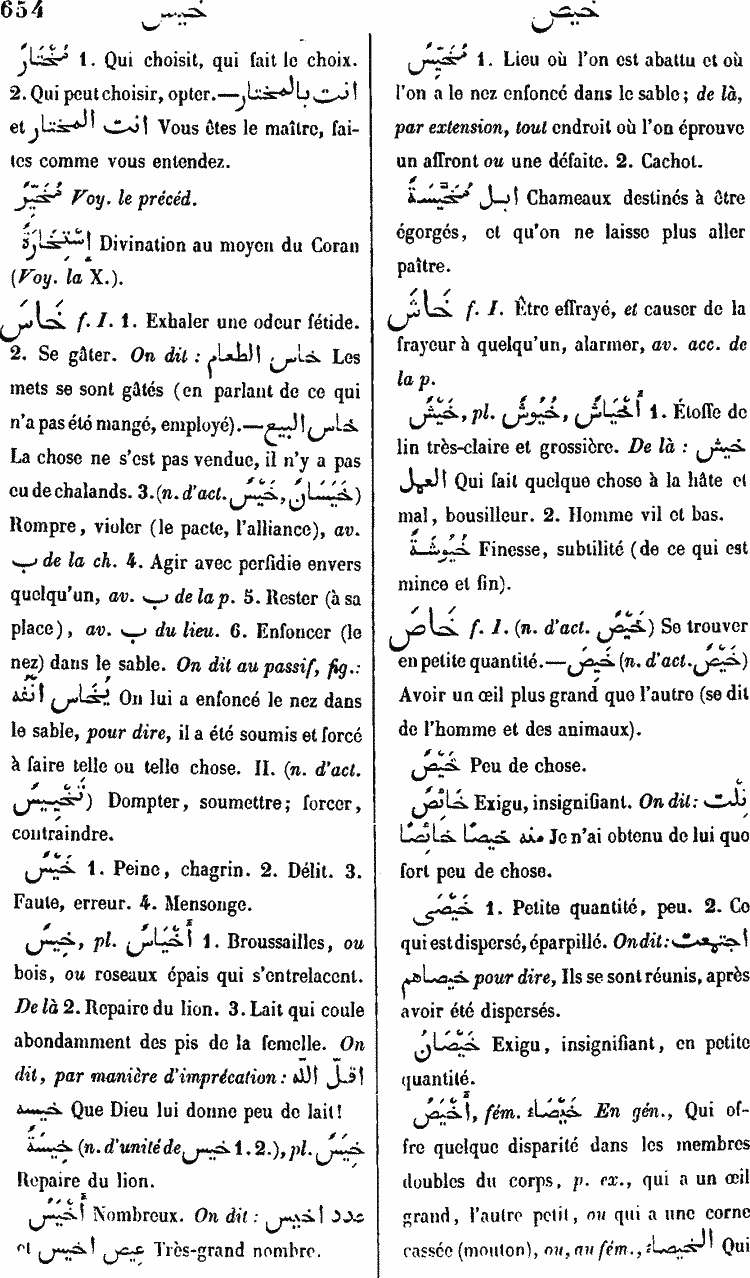 654 خيس خيص
مُخْتَارٌ 1. Qui choisit, qui fait le choix.
2. Qui peut choisir, opter.—انت بالمختار
et انت المختار Vous êtes le maître, fai-
tes comme vous entendez.
مُخَيَّرٌ Voy. le précéd.
إِسْتِخَارَةٌ Divination au moyen du Coran
(Voy. la X.).
خَاسَ f. I. 1. Exhaler une odeur fétide.
2. Se gâter. On dit : خاس الطعام Les
mets se sont gâtés (en parlant de ce qui
n'a pas été mangé, employé).—خاس البيع
La chose ne s'est pas vendue, il n'y a pas
eu de chalands. 3. (n. d'act. خَيْسٌ, خَيَسَانٌ)
Rompre, violer (le pacte, l'alliance), av.
ب de la ch. 4. Agir avec perfidie envers
quelqu'un, av. ب de la p. 5. Rester (à sa
place), av. ب du lieu. 6. Enfoncer (le
nez) dans le sable. On dit au passif, fig.:
يُخَاس أنفه On lui a enfoncé le nez dans
le sable, pour dire, il a été soumis et forcé
à faire telle ou telle chose. II. (n. d'act.
تَخْيِيسٌ) Dompter, soumettre; forcer,
contraindre.
خَيْسٌ 1. Peine, chagrin. 2. Délit. 3.
Faute, erreur. 4. Mensonge.
خِيسٌ, pl. أَخْيَاسٌ 1. Broussailles, ou
bois, ou roseaux épais qui s'entrelacent.
De là 2. Repaire du lion. 3. Lait qui coule
abondamment des pis de la femelle. On
dit, par manière d'imprécation : اقلّ اللّٰه
خيسه Que Dieu lui donne peu de lait!
خِيسَةٌ (n. d'unité de خيس 1. 2.), pl. خِيَسٌ
Repaire du lion.
أَخْيَسُ Nombreux. On dit : عدد اخيس
et عيص اخيس Très-grand nombre.
مُخَيَّسٌ 1. Lieu où l'on est abattu et où
l'on a le nez enfoncé dans le sable; de là,
par extension, tout endroit où l'on éprouve
un affront ou une défaite. 2. Cachot.
ابل مُخَيَّسَةٌ Chameaux destinés à être
égorgés, et qu'on ne laisse plus aller
paître.
خَاشَ f. I. Être effrayé, et causer de la
frayeur à quelqu'un, alarmer, av. acc. de
la p.
خَيْشٌ, pl. خُيُوشٌ, أَخْيَاشٌ 1. Étoffe de
lin très-claire et grossière. De là : خيش
العمل Qui fait quelque chose à la hâte et
mal, bousilleur. 2. Homme vil et bas.
خُيُوشَةٌ Finesse, subtilité (de ce qui est
mince et fin).
خَاصَ f. I. (n. d'act. خَيْصٌ) Se trouver
en petite quantité.—خَيِصَ (n. d'act. خَيَصٌ)
Avoir un œil plus grand que l'autre (se dit
de l'homme et des animaux).
خَيْصٌ Peu de chose.
خَائِصٌ Exigu, insignifiant. On dit: نِلْت
منه خيصًا خائصًا Je n'ai obtenu de lui que
fort peu de chose.
خَيْصَى 1. Petite quantité, peu. 2. Ce
qui est dispersé, éparpillé. On dit: اجتمعت
خيصاهم pour dire, Ils se sont réunis, après
avoir été dispersés.
خَيْصَانٌ Exigu, insignifiant, en petite
quantité.
أَخْيَصُ, fém. خَيْصَاءُ En gén., Qui of-
fre quelque disparité dans les membres
doubles du corps, p. ex., qui a un œil
grand, l'autre petit, ou qui a une corne
cassée (mouton), ou, au fém., الخيصاء Qui